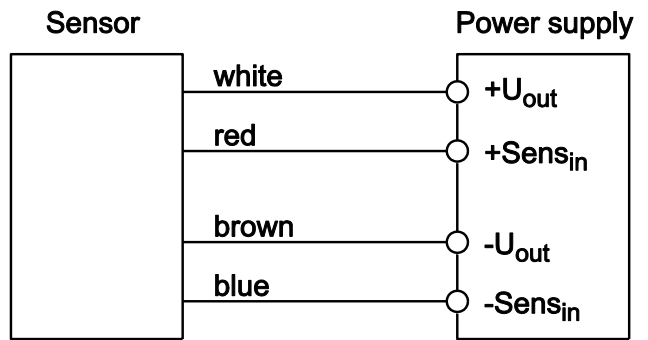 Sensor
Power supply
white
+Uout
red
+Sensin
brown
-Uout
blue
-Sensin